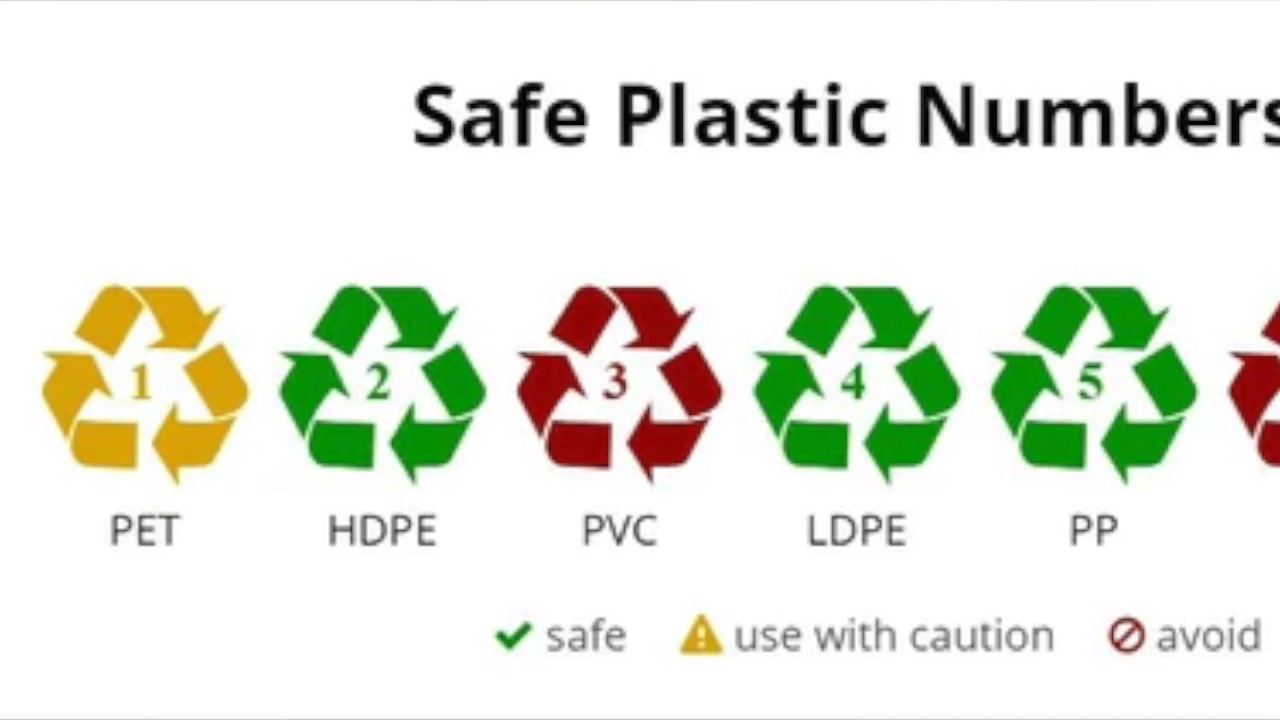 Safe Plastic Numbers
1 2 3 4 5
PET HDPE PVC LDPE PP
safe use with caution avoid